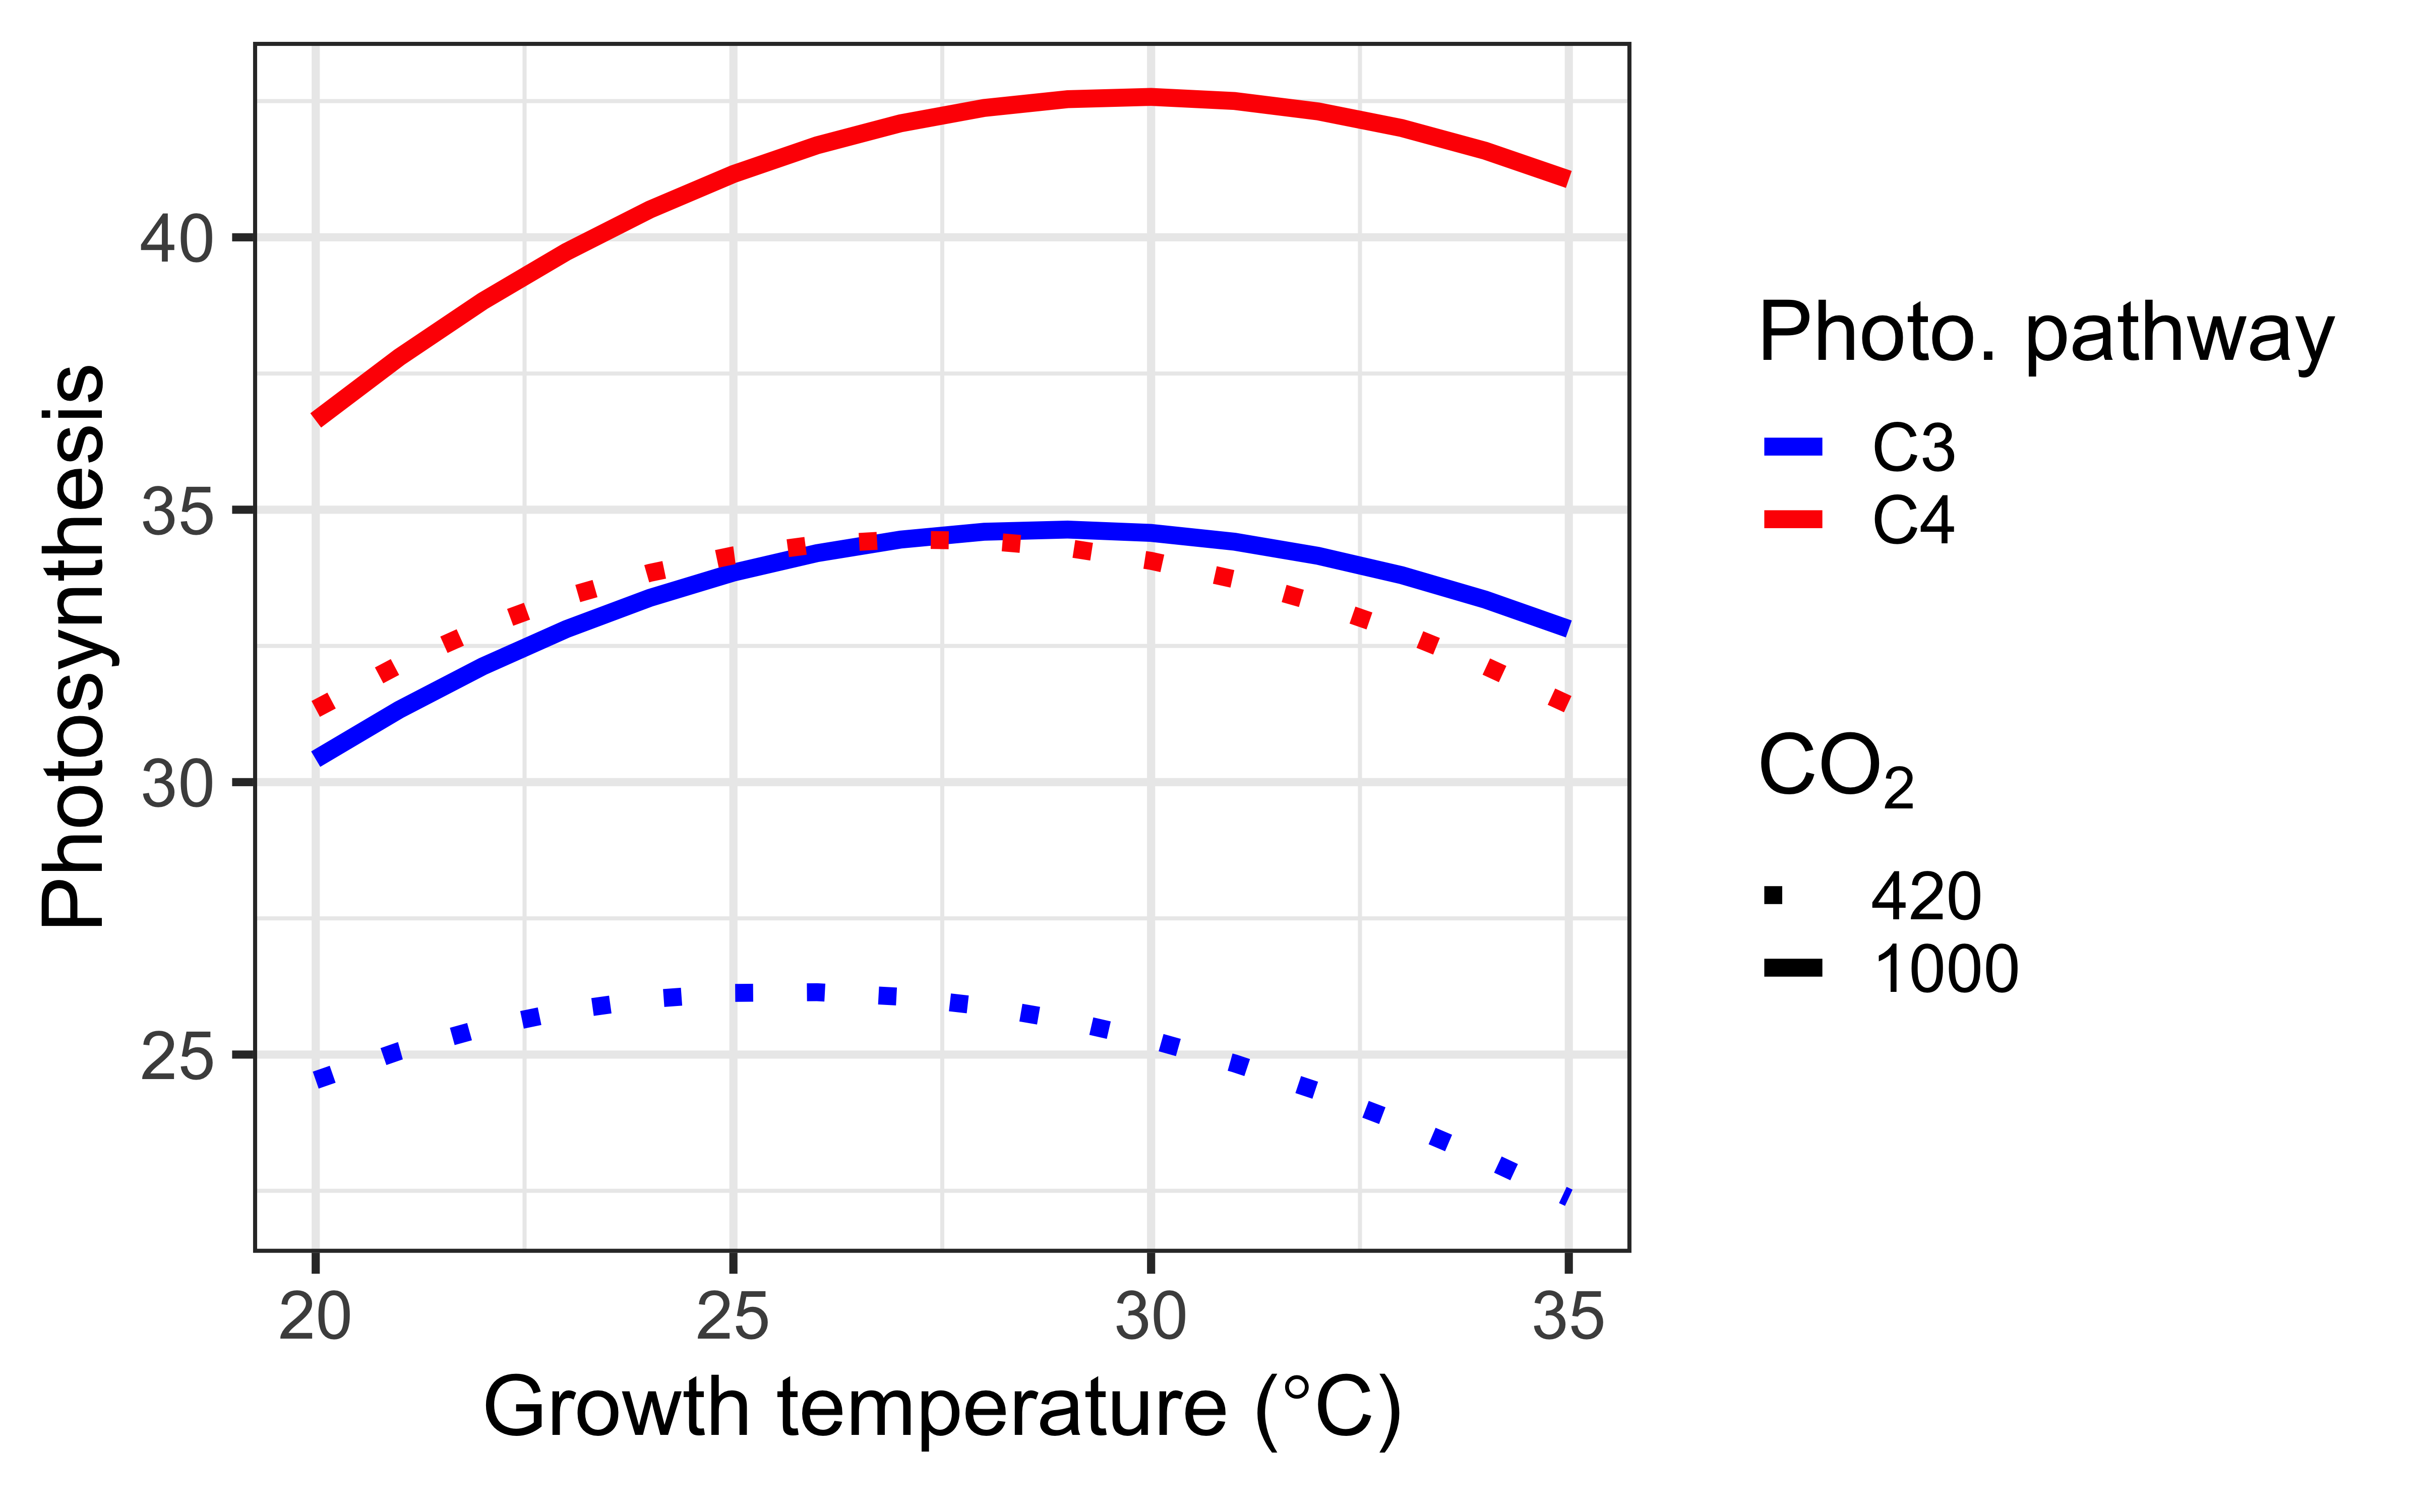 Photosynthesis
40
35
30
25
20 25 30 35
Growth temperature (°C)
Photo. pathway
C3
C4
CO₂
420
1000